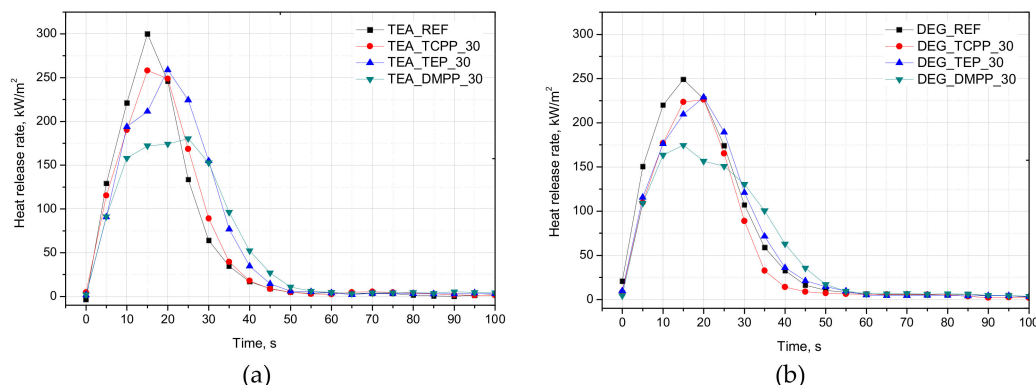 TEA_REF
TEA_TCPP_30
TEA_TEP_30
TEA_DMPP_30
Heat release rate, kW/m²
300
250
200
150
100
50
0
0 10 20 30 40 50 60 70 80 90 100
Time, s
(a)
DEG_REF
DEG_TCPP_30
DEG_TEP_30
DEG_DMPP_30
Heat release rate, kW/m²
300
250
200
150
100
50
0
0 10 20 30 40 50 60 70 80 90 100
Time, s
(b)